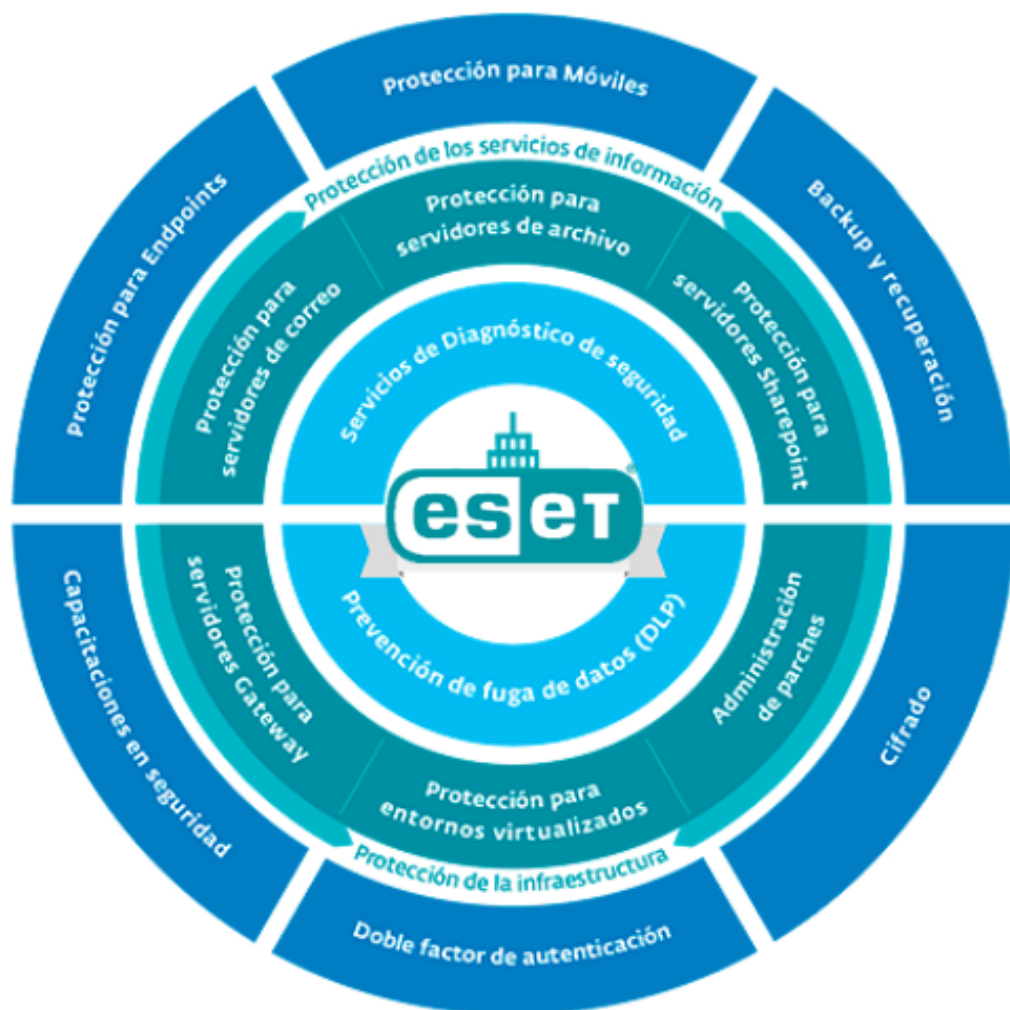 Protección para Móviles
Protección para Endpoints
Backup y recuperación
Protección de los servicios de información
Protección para
servidores de archivo
Protección para
servidores de correo
Protección para
servidores Sharepoint
Servicios de Diagnóstico de seguridad
eseT
®
Prevención de fuga de datos (DLP)
Protección para
servidores Gateway
Administración
de parches
Protección para
entornos virtualizados
Protección de la infraestructura
Capacitaciones en seguridad
Cifrado
Doble factor de autenticación